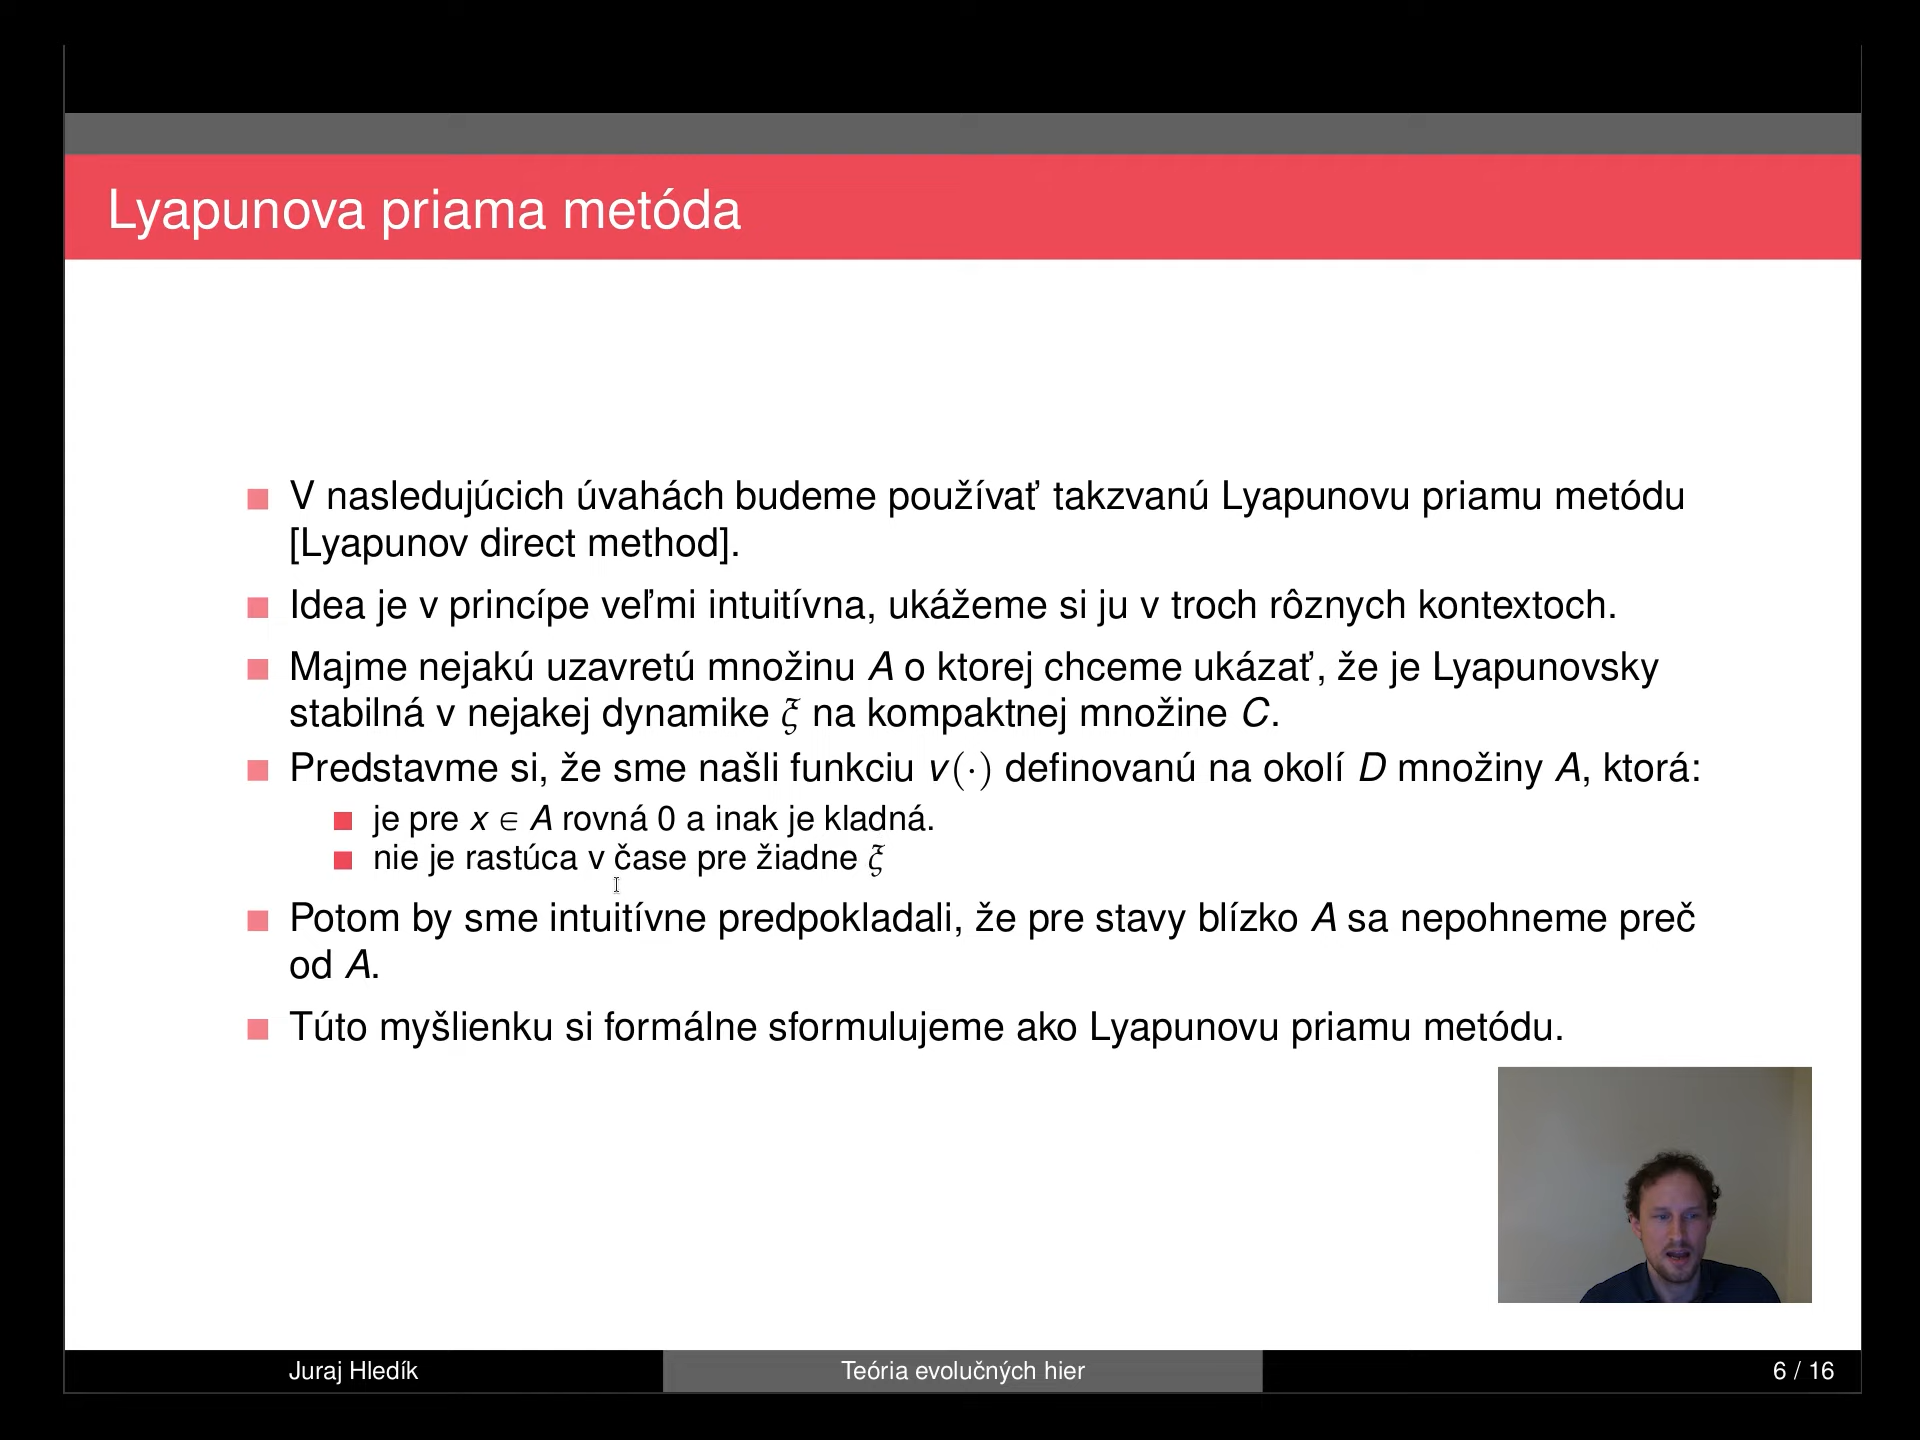 Lyapunova priama metóda
V nasledujúcich úvahách budeme používať takzvanú Lyapunovu priamu metódu
[Lyapunov direct method].
Idea je v princípe veľmi intuitívna, ukážeme si ju v troch rôznych kontextoch.
Majme nejakú uzavretú množinu A o ktorej chceme ukázať, že je Lyapunovsky
stabilná v nejakej dynamike ξ na kompaktnej množine C.
Predstavme si, že sme našli funkciu v(·) definovanú na okolí D množiny A, ktorá:
je pre x ∈ A rovná 0 a inak je kladná.
nie je rastúca v čase pre žiadne ξ
Potom by sme intuitívne predpokladali, že pre stavy blízko A sa nepohneme preč
od A.
Túto myšlienku si formálne sformulujeme ako Lyapunovu priamu metódu.
Juraj Hledík
Teória evolučných hier
6 / 16